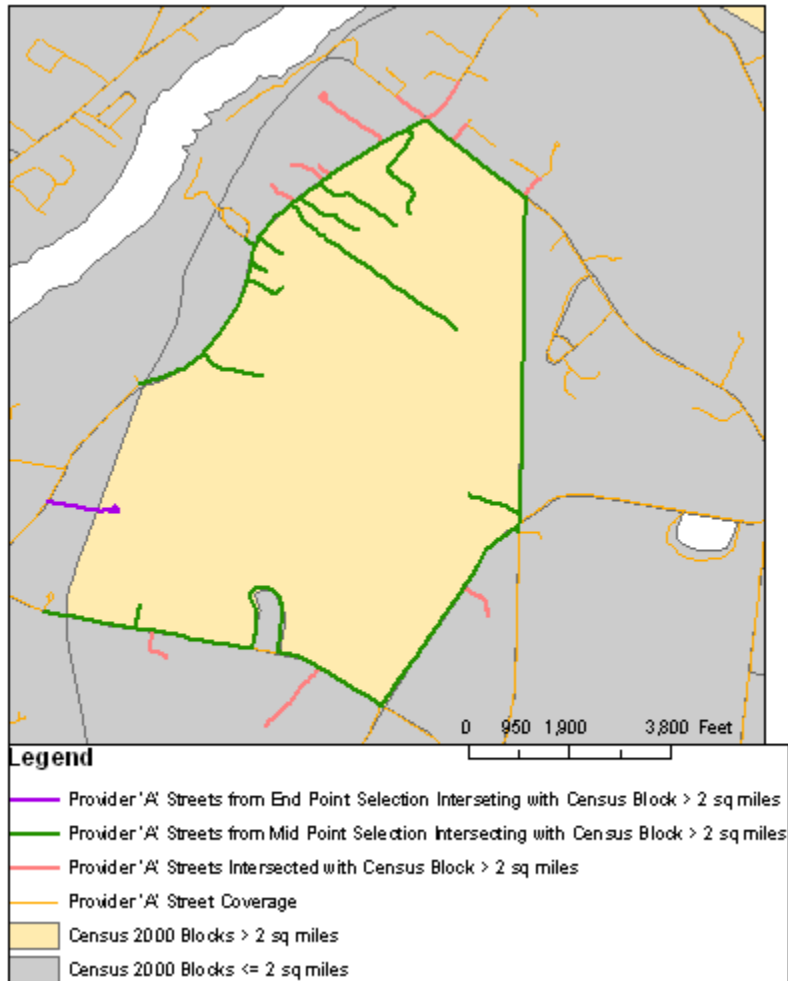 0 950 1,900 3,800 Feet
Legend
Provider 'A' Streets from End Point Selection Interseting with Census Block > 2 sq miles
Provider 'A' Streets from Mid Point Selection Intersecting with Census Block > 2 sq miles
Provider 'A' Streets Intersected with Census Block > 2 sq miles
Provider 'A' Street Coverage
Census 2000 Blocks > 2 sq miles
Census 2000 Blocks <= 2 sq miles